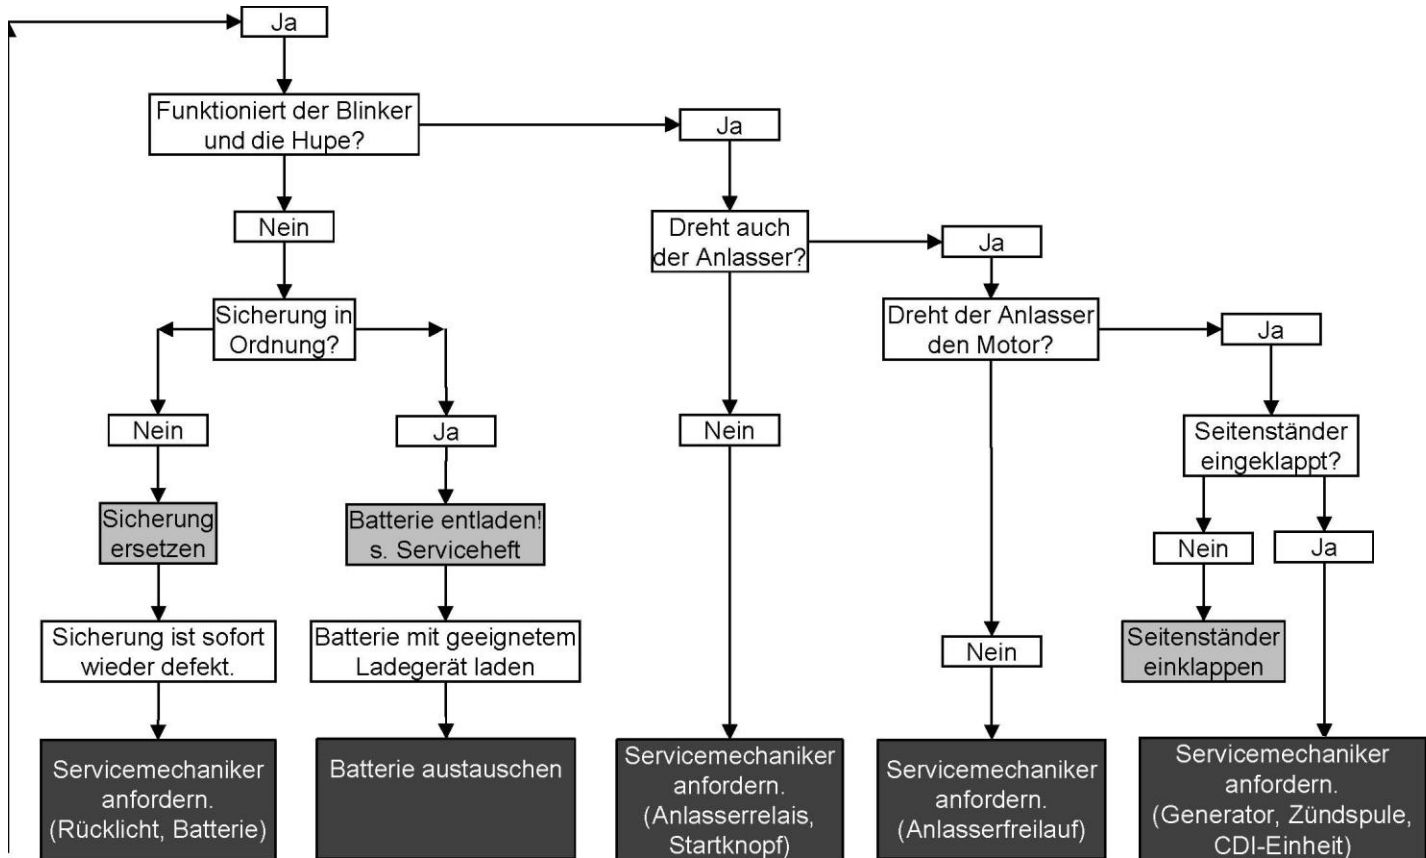 Ja
Funktioniert der Blinker
und die Hupe?
Ja
Nein
Dreht auch
der Anlasser?
Ja
Sicherung in
Ordnung?
Dreht der Anlasser
den Motor?
Ja
Nein
Ja
Nein
Seitenständer
eingeklappt?
Sicherung
ersetzen
Batterie entladen!
s. Serviceheft
Nein
Ja
Sicherung ist sofort
wieder defekt.
Batterie mit geeignetem
Ladegerät laden
Nein
Seitenständer
einklappen
Servicemechaniker
anfordern.
(Rücklicht, Batterie)
Batterie austauschen
Servicemechaniker
anfordern.
(Anlasserrelais,
Startknopf)
Servicemechaniker
anfordern.
(Anlasserfreilauf)
Servicemechaniker
anfordern.
(Generator, Zündspule,
CDI-Einheit)